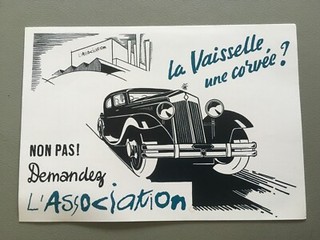 L'ASSOCIATION
la Vaisselle,
une corvée ?
NON PAS!
Demandez
L'ASSOCIATION